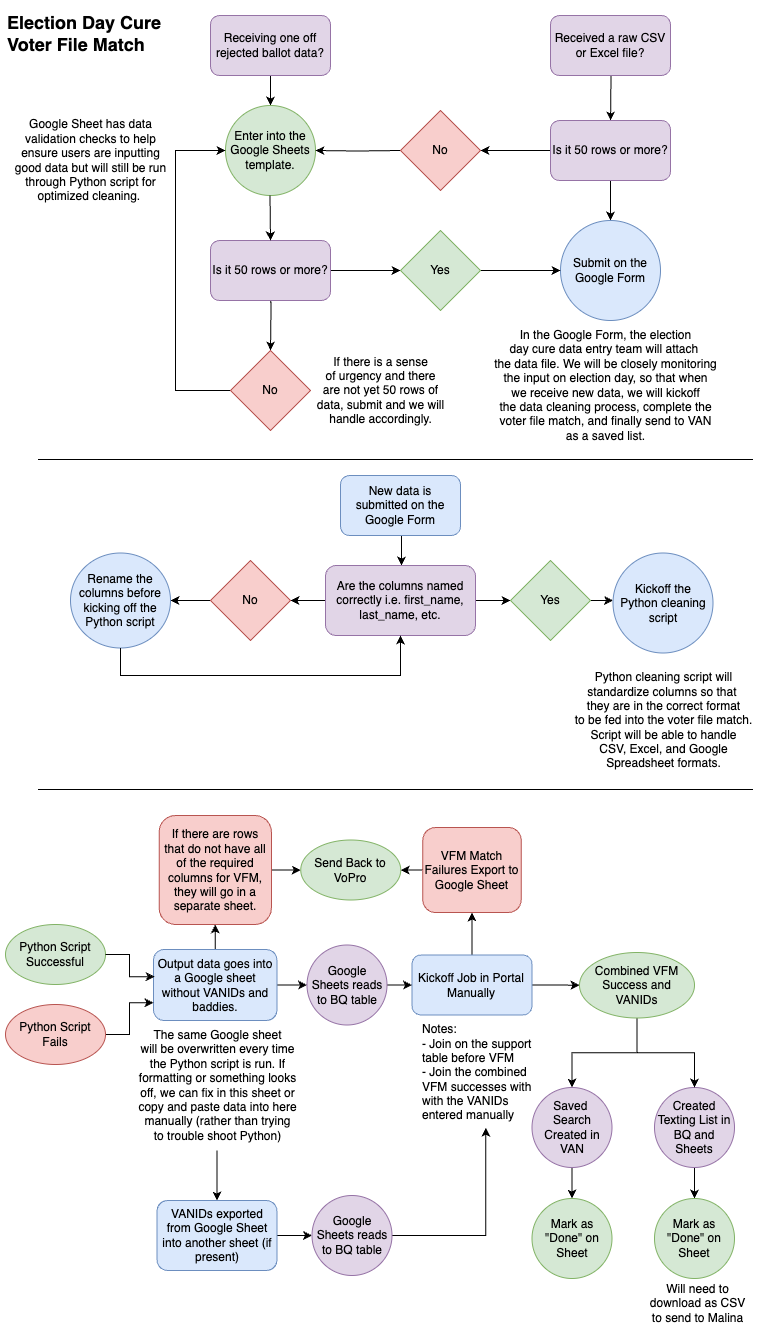 Election Day Cure
Voter File Match
Receiving one off
rejected ballot data?
Received a raw CSV
or Excel file?
Google Sheet has data
validation checks to help
ensure users are inputting
good data but will still be run
through Python script for
optimized cleaning.
Enter into the
Google Sheets
template.
No
Is it 50 rows or more?
Is it 50 rows or more?
Yes
Submit on the
Google Form
No
If there is a sense
of urgency and there
are not yet 50 rows of
data, submit and we will
handle accordingly.
In the Google Form, the election
day cure data entry team will attach
the data file. We will be closely monitoring
the input on election day, so that when
we receive new data, we will kickoff
the data cleaning process, complete the
voter file match, and finally send to VAN
as a saved list.
New data is
submitted on the
Google Form
Rename the
columns before
kicking off the
Python script
No
Are the columns named
correctly i.e. first_name,
last_name, etc.
Yes
Kickoff the
Python cleaning
script
Python cleaning script will
standardize columns so that
they are in the correct format
to be fed into the voter file match.
Script will be able to handle
CSV, Excel, and Google
Spreadsheet formats.
If there are rows
that do not have all
of the required
columns for VFM,
they will go in a
separate sheet.
Send Back to
VoPro
VFM Match
Failures Export to
Google Sheet
Python Script
Successful
Python Script
Fails
Output data goes into
a Google sheet
without VANIDs and
baddies.
Google
Sheets reads
to BQ table
Kickoff Job in Portal
Manually
Combined VFM
Success and
VANIDs
The same Google sheet
will be overwritten every time
the Python script is run. If
formatting or something looks
off, we can fix in this sheet or
copy and paste data into here
manually (rather than trying
to trouble shoot Python)
Notes:
- Join on the support
table before VFM
- Join the combined
VFM successes with
with the VANIDs
entered manually
Saved
Search
Created in
VAN
Created
Texting List in
BQ and
Sheets
VANIDs exported
from Google Sheet
into another sheet (if
present)
Google
Sheets reads
to BQ table
Mark as
"Done" on
Sheet
Mark as
"Done" on
Sheet
Will need to
download as CSV
to send to Malina